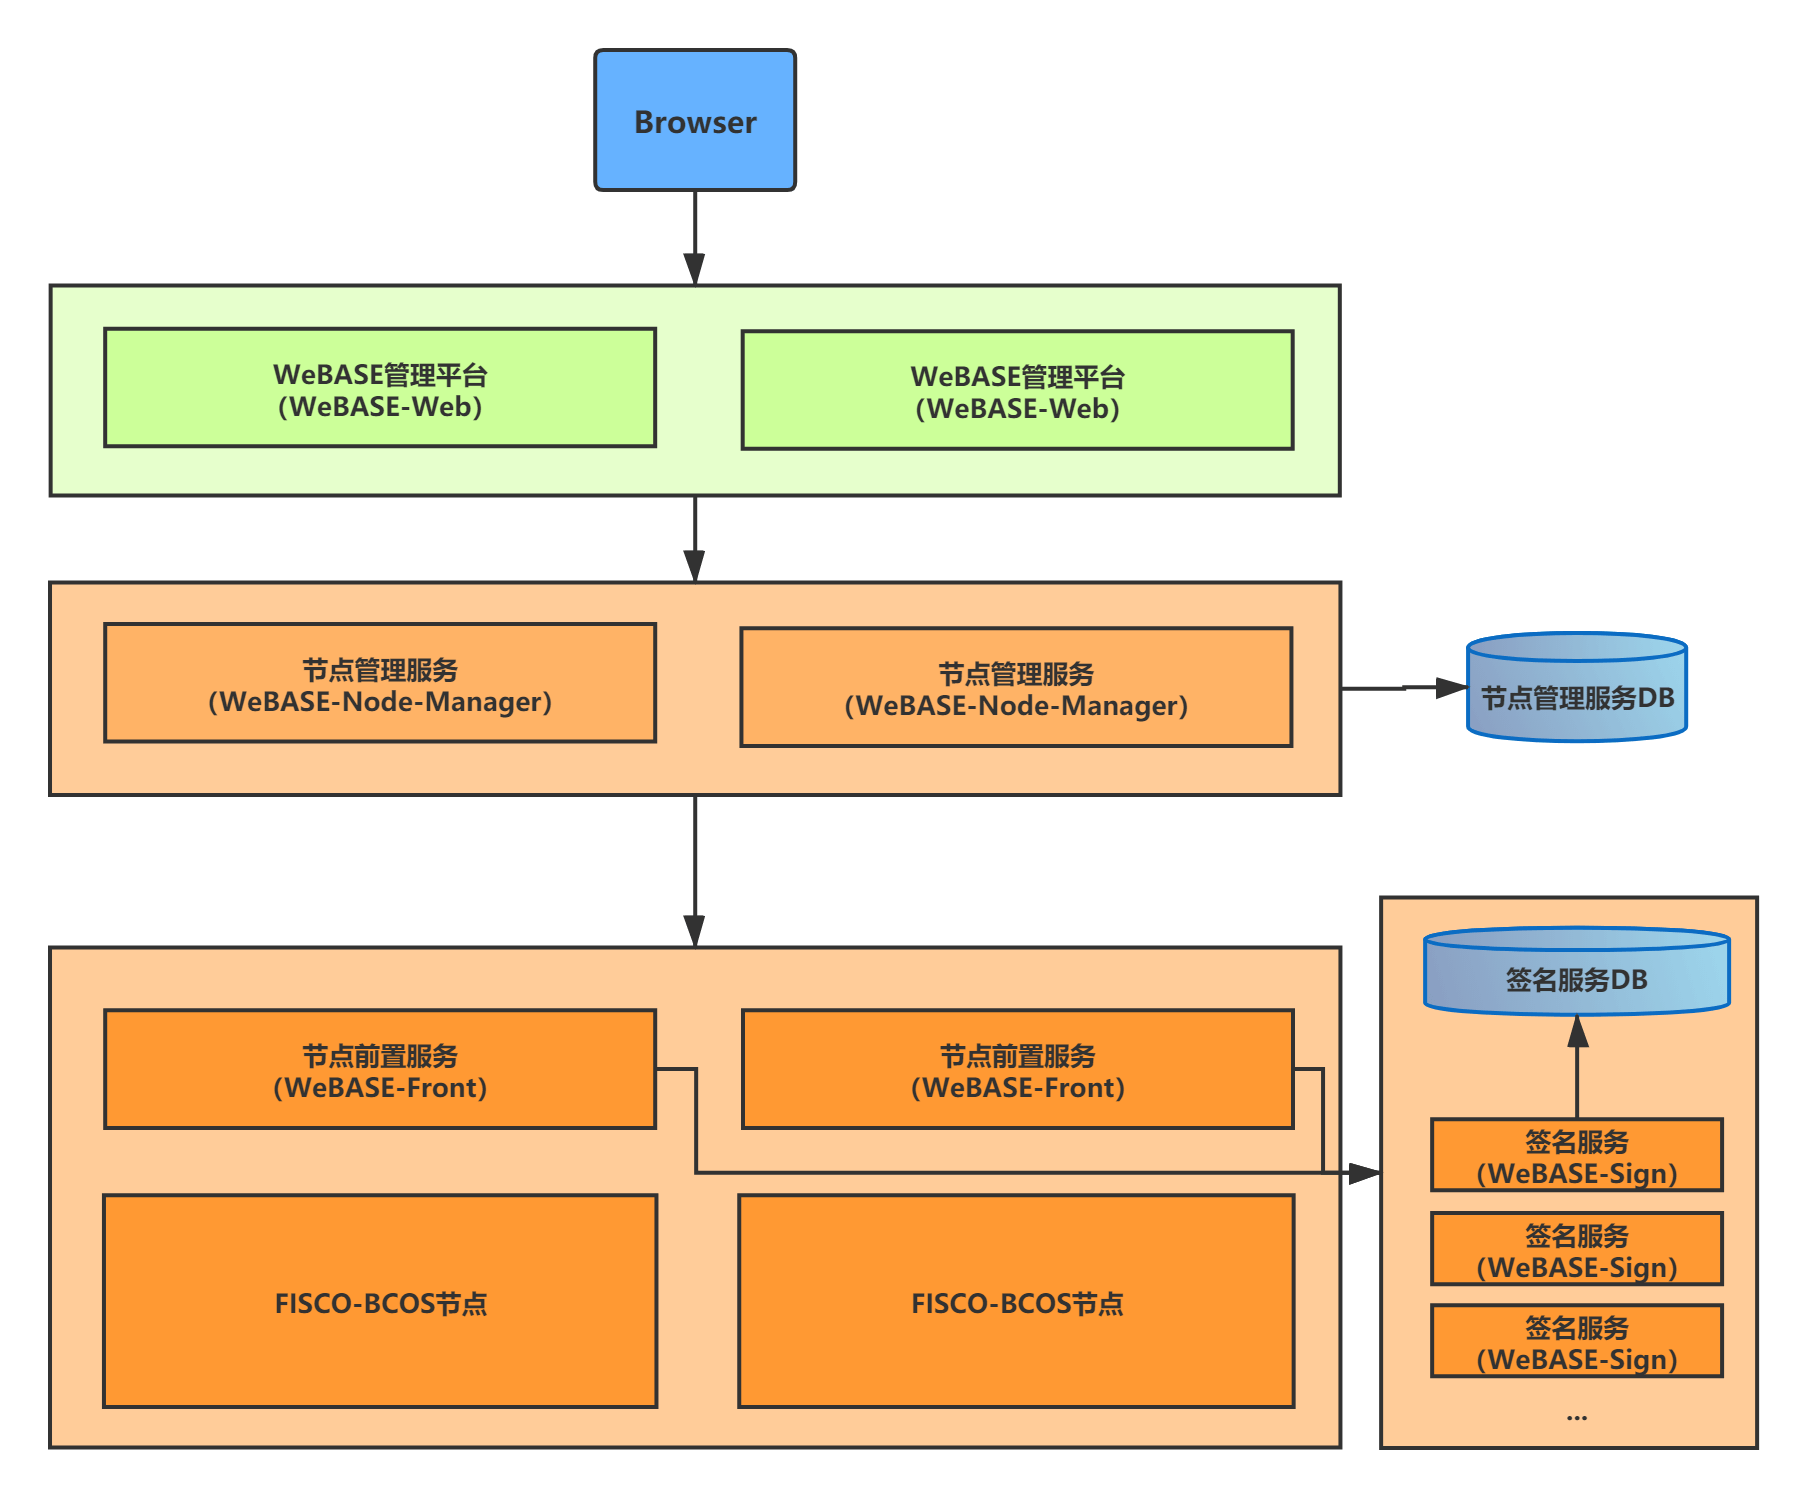 Browser
WeBASE管理平台
（WeBASE-Web）
WeBASE管理平台
（WeBASE-Web）
节点管理服务
（WeBASE-Node-Manager）
节点管理服务
（WeBASE-Node-Manager）
节点管理服务DB
节点前置服务
（WeBASE-Front）
节点前置服务
（WeBASE-Front）
FISCO-BCOS节点
FISCO-BCOS节点
签名服务DB
签名服务
（WeBASE-Sign）
签名服务
（WeBASE-Sign）
签名服务
（WeBASE-Sign）
...